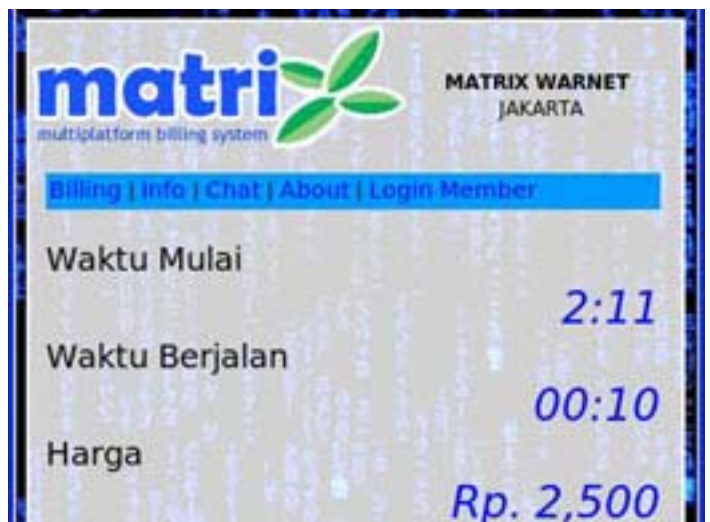 matrix
multiplatform billing system
MATRIX WARNET
JAKARTA
Billing | Info | Chat | About | Login Member
Waktu Mulai
2:11
Waktu Berjalan
00:10
Harga
Rp. 2,500